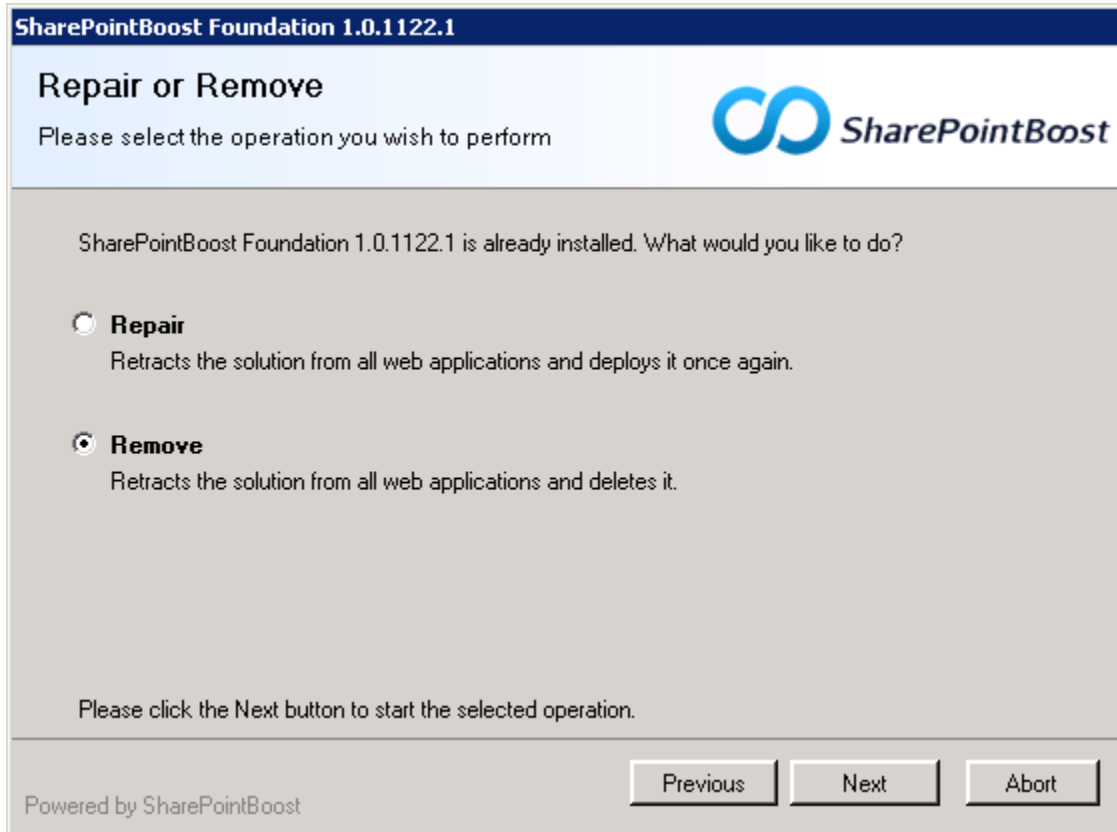 SharePointBoost Foundation 1.0.1122.1
Repair or Remove
Please select the operation you wish to perform
SharePointBoost
SharePointBoost Foundation 1.0.1122.1 is already installed. What would you like to do?
Repair
Retracts the solution from all web applications and deploys it once again.
Remove
Retracts the solution from all web applications and deletes it.
Please click the Next button to start the selected operation.
Previous Next Abort
Powered by SharePointBoost